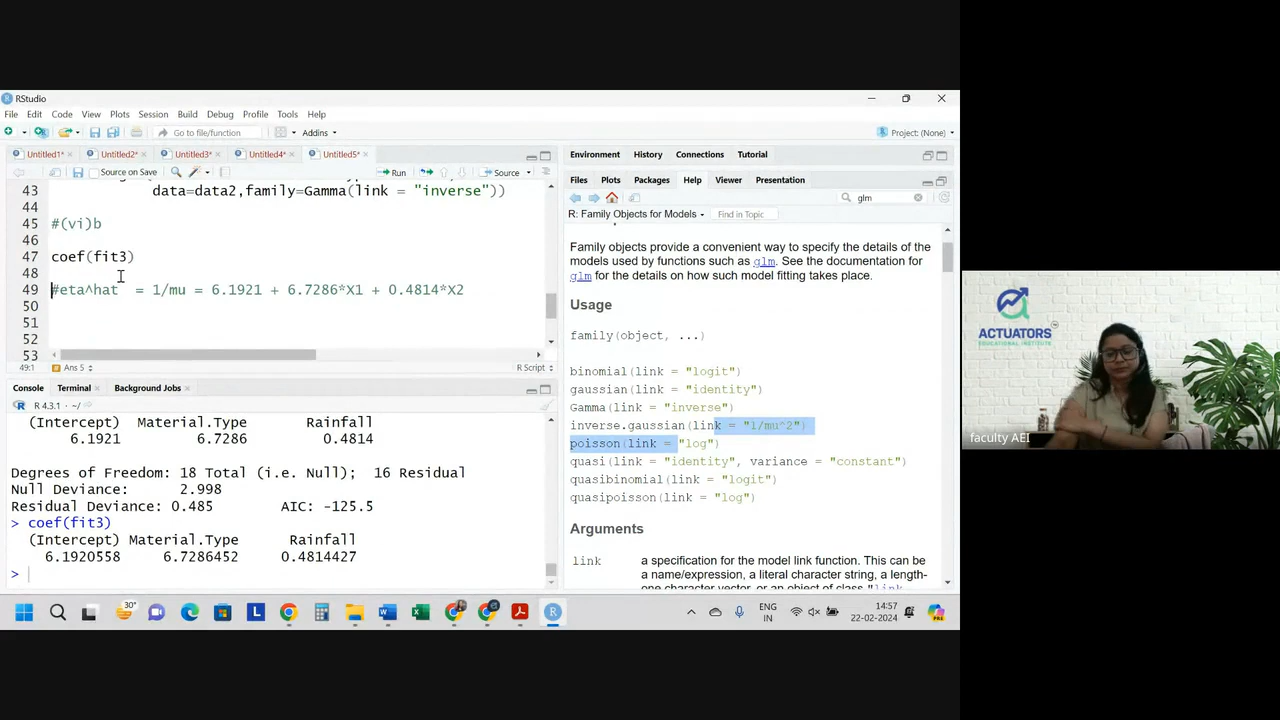 RStudio
File Edit Code View Plots Session Build Debug Profile Tools Help
Go to file/function
Addins
Project: (None)
Untitled1* Untitled2* Untitled3* Untitled4* Untitled5*
Source on Save
Run
Source
43 data=data2,family=Gamma(link = "inverse"))
44
45 #(vi)b
46
47 coef(fit3)
48
49 #eta^hat = 1/mu = 6.1921 + 6.7286*X1 + 0.4814*X2
50
51
52
53
49:1 Ans 5 R Script
Console Terminal Background Jobs
R 4.3.1 · ~/
(Intercept) Material.Type Rainfall
6.1921 6.7286 0.4814
Degrees of Freedom: 18 Total (i.e. Null); 16 Residual
Null Deviance: 2.998
Residual Deviance: 0.485 AIC: -125.5
> coef(fit3)
(Intercept) Material.Type Rainfall
6.1920558 6.7286452 0.4814427
>
Environment History Connections Tutorial
Files Plots Packages Help Viewer Presentation
glm
R: Family Objects for Models Find in Topic
Family objects provide a convenient way to specify the details of the
models used by functions such as glm. See the documentation for
glm for the details on how such model fitting takes place.
Usage
family(object, ...)
binomial(link = "logit")
gaussian(link = "identity")
Gamma(link = "inverse")
inverse.gaussian(link = "1/mu^2")
poisson(link = "log")
quasi(link = "identity", variance = "constant")
quasibinomial(link = "logit")
quasipoisson(link = "log")
Arguments
link a specification for the model link function. This can be
a name/expression, a literal character string, a length-
one character vector, or an object of class "link-
ACTUATORS
EDUCATIONAL INSTITUTE
faculty AEI
30°
ENG
IN
14:57
22-02-2024